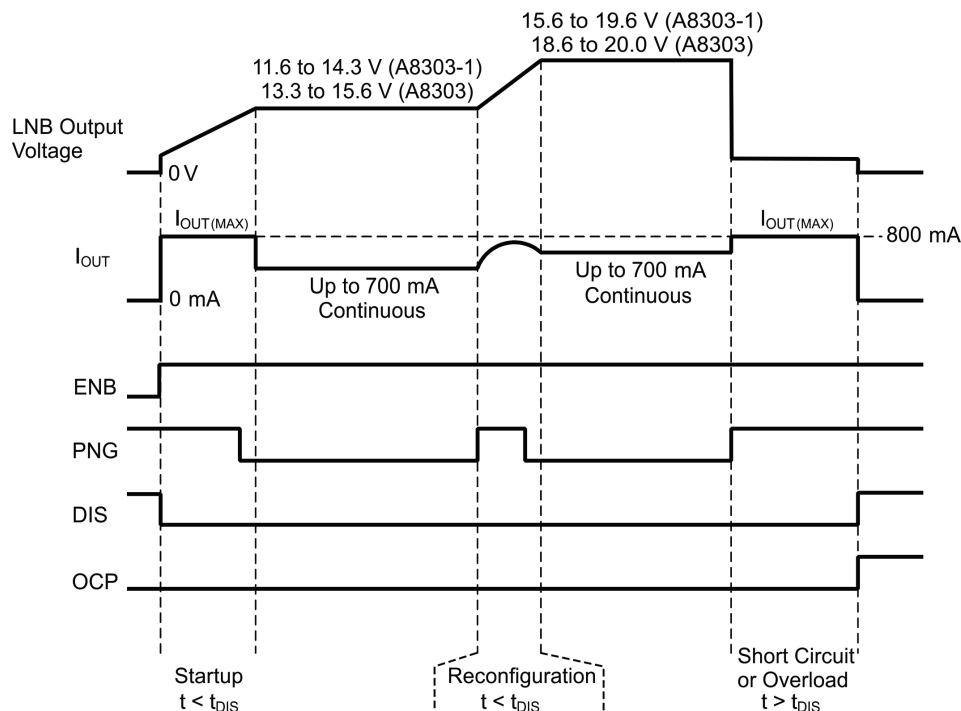 15.6 to 19.6 V (A8303-1)
18.6 to 20.0 V (A8303)
11.6 to 14.3 V (A8303-1)
13.3 to 15.6 V (A8303)
LNB Output
Voltage
0 V
IOUT(MAX)
IOUT(MAX)
800 mA
IOUT
Up to 700 mA
Continuous
Up to 700 mA
Continuous
0 mA
ENB
PNG
DIS
OCP
Startup
t < tDIS
Reconfiguration
t < tDIS
Short Circuit
or Overload
t > tDIS